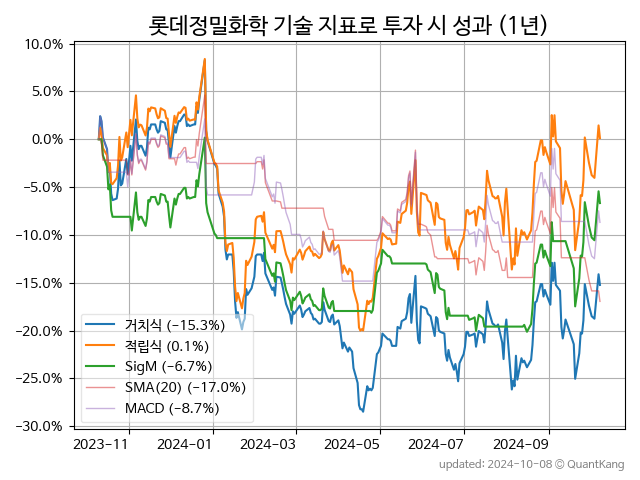 롯데정밀화학 기술 지표로 투자 시 성과 (1년)
10.0%
5.0%
0.0%
−5.0%
−10.0%
−15.0%
−20.0%
−25.0%
−30.0%
거치식 (−15.3%)
적립식 (0.1%)
SigM (−6.7%)
SMA(20) (−17.0%)
MACD (−8.7%)
2023−11 2024−01 2024−03 2024−05 2024−07 2024−09
updated: 2024-10-08 © QuantKang